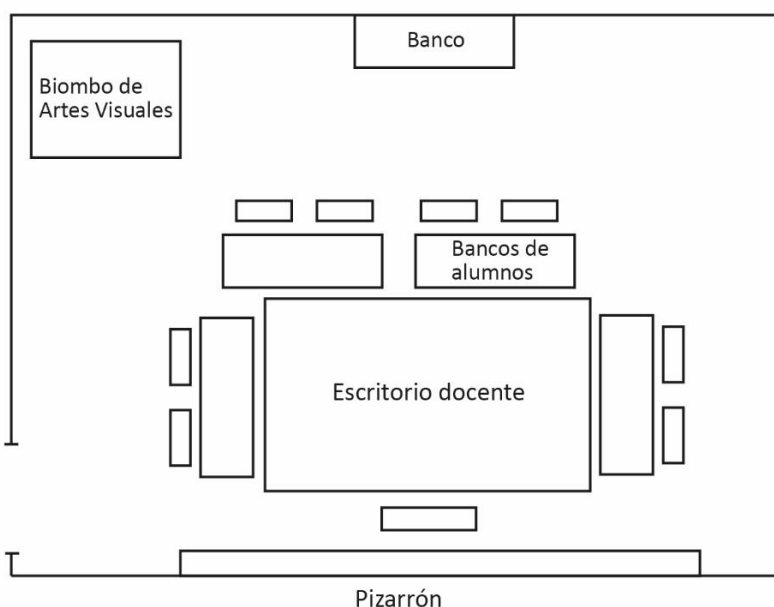 Banco
Biombo de
Artes Visuales
Bancos de
alumnos
Escritorio docente
Pizarrón